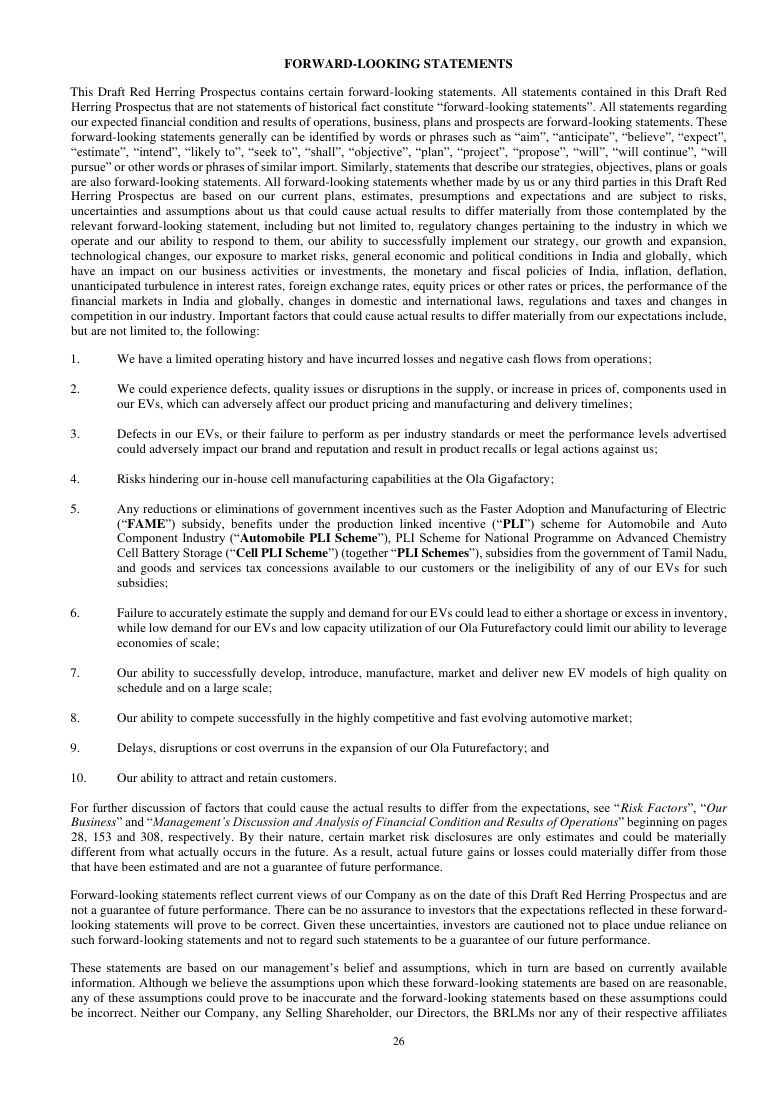 FORWARD-LOOKING STATEMENTS
This Draft Red Herring Prospectus contains certain forward-looking statements. All statements contained in this Draft Red
Herring Prospectus that are not statements of historical fact constitute “forward-looking statements”. All statements regarding
our expected financial condition and results of operations, business, plans and prospects are forward-looking statements. These
forward-looking statements generally can be identified by words or phrases such as “aim”, “anticipate”, “believe”, “expect”,
“estimate”, “intend”, “likely to”, “seek to”, “shall”, “objective”, “plan”, “project”, “propose”, “will”, “will continue”, “will
pursue” or other words or phrases of similar import. Similarly, statements that describe our strategies, objectives, plans or goals
are also forward-looking statements. All forward-looking statements whether made by us or any third parties in this Draft Red
Herring Prospectus are based on our current plans, estimates, presumptions and expectations and are subject to risks,
uncertainties and assumptions about us that could cause actual results to differ materially from those contemplated by the
relevant forward-looking statement, including but not limited to, regulatory changes pertaining to the industry in which we
operate and our ability to respond to them, our ability to successfully implement our strategy, our growth and expansion,
technological changes, our exposure to market risks, general economic and political conditions in India and globally, which
have an impact on our business activities or investments, the monetary and fiscal policies of India, inflation, deflation,
unanticipated turbulence in interest rates, foreign exchange rates, equity prices or other rates or prices, the performance of the
financial markets in India and globally, changes in domestic and international laws, regulations and taxes and changes in
competition in our industry. Important factors that could cause actual results to differ materially from our expectations include,
but are not limited to, the following:
1. We have a limited operating history and have incurred losses and negative cash flows from operations;
2. We could experience defects, quality issues or disruptions in the supply, or increase in prices of, components used in
our EVs, which can adversely affect our product pricing and manufacturing and delivery timelines;
3. Defects in our EVs, or their failure to perform as per industry standards or meet the performance levels advertised
could adversely impact our brand and reputation and result in product recalls or legal actions against us;
4. Risks hindering our in-house cell manufacturing capabilities at the Ola Gigafactory;
5. Any reductions or eliminations of government incentives such as the Faster Adoption and Manufacturing of Electric
(“FAME”) subsidy, benefits under the production linked incentive (“PLI”) scheme for Automobile and Auto
Component Industry (“Automobile PLI Scheme”), PLI Scheme for National Programme on Advanced Chemistry
Cell Battery Storage (“Cell PLI Scheme”) (together “PLI Schemes”), subsidies from the government of Tamil Nadu,
and goods and services tax concessions available to our customers or the ineligibility of any of our EVs for such
subsidies;
6. Failure to accurately estimate the supply and demand for our EVs could lead to either a shortage or excess in inventory,
while low demand for our EVs and low capacity utilization of our Ola Futurefactory could limit our ability to leverage
economies of scale;
7. Our ability to successfully develop, introduce, manufacture, market and deliver new EV models of high quality on
schedule and on a large scale;
8. Our ability to compete successfully in the highly competitive and fast evolving automotive market;
9. Delays, disruptions or cost overruns in the expansion of our Ola Futurefactory; and
10. Our ability to attract and retain customers.
For further discussion of factors that could cause the actual results to differ from the expectations, see “Risk Factors”, “Our
Business” and “Management’s Discussion and Analysis of Financial Condition and Results of Operations” beginning on pages
28, 153 and 308, respectively. By their nature, certain market risk disclosures are only estimates and could be materially
different from what actually occurs in the future. As a result, actual future gains or losses could materially differ from those
that have been estimated and are not a guarantee of future performance.
Forward-looking statements reflect current views of our Company as on the date of this Draft Red Herring Prospectus and are
not a guarantee of future performance. There can be no assurance to investors that the expectations reflected in these forward-
looking statements will prove to be correct. Given these uncertainties, investors are cautioned not to place undue reliance on
such forward-looking statements and not to regard such statements to be a guarantee of our future performance.
These statements are based on our management’s belief and assumptions, which in turn are based on currently available
information. Although we believe the assumptions upon which these forward-looking statements are based on are reasonable,
any of these assumptions could prove to be inaccurate and the forward-looking statements based on these assumptions could
be incorrect. Neither our Company, any Selling Shareholder, our Directors, the BRLMs nor any of their respective affiliates
26